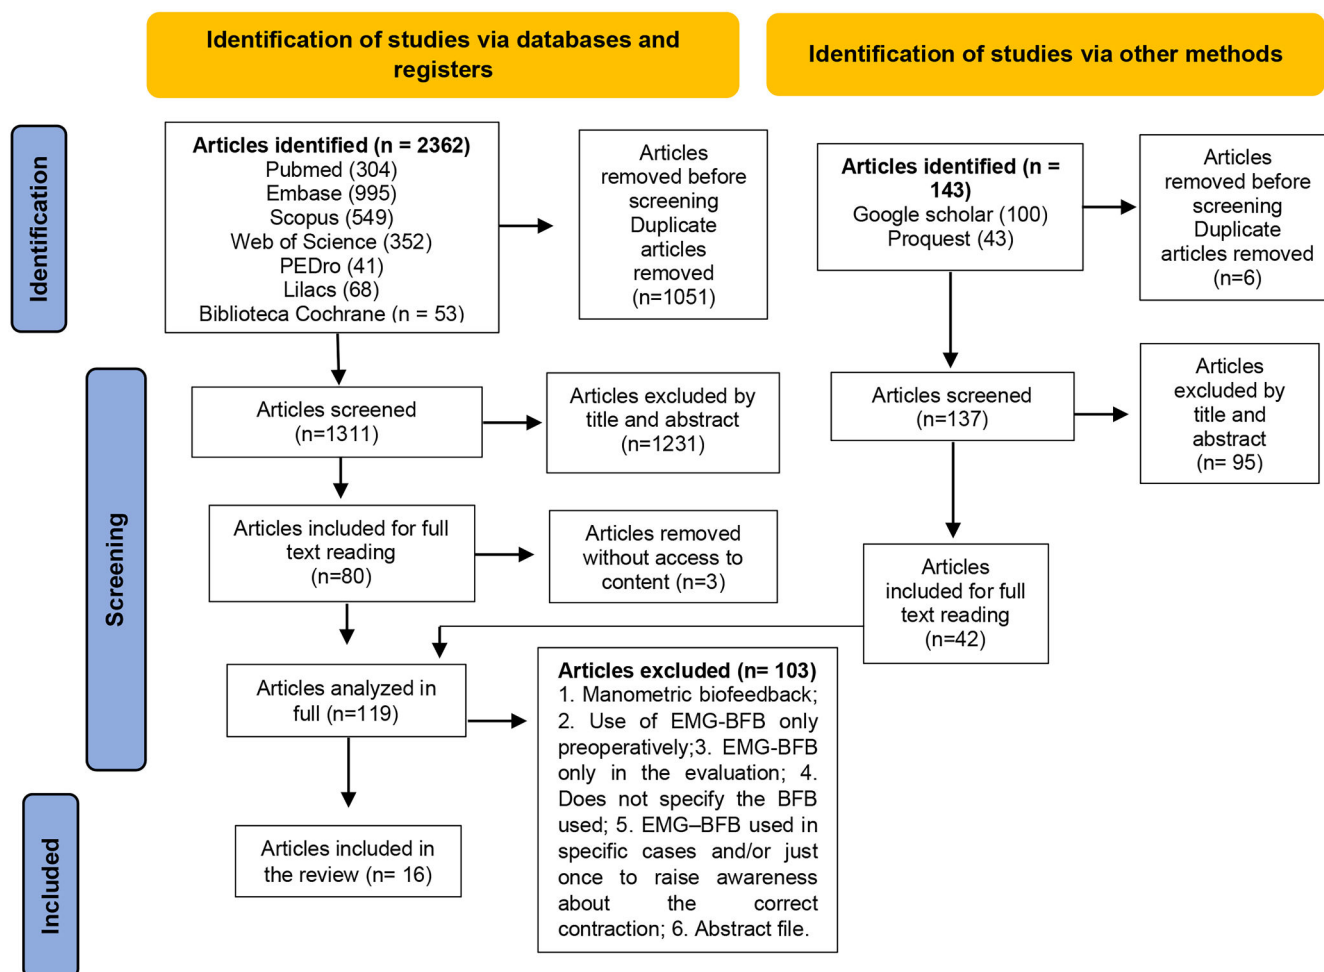 Identification of studies via databases and
registers
Identification of studies via other methods
Identification
Articles identified (n = 2362)
Pubmed (304)
Embase (995)
Scopus (549)
Web of Science (352)
PEDro (41)
Lilacs (68)
Biblioteca Cochrane (n = 53)
Articles
removed before
screening
Duplicate
articles
removed
(n=1051)
Articles identified (n =
143)
Google scholar (100)
Proquest (43)
Articles
removed before
screening
Duplicate
articles removed
(n=6)
Screening
Articles screened
(n=1311)
Articles excluded by
title and abstract
(n=1231)
Articles screened
(n=137)
Articles
excluded by
title and
abstract
(n= 95)
Articles included for full
text reading
(n=80)
Articles removed
without access to
content (n=3)
Articles
included for full
text reading
(n=42)
Articles analyzed in
full (n=119)
Articles excluded (n= 103)
1. Manometric biofeedback;
2. Use of EMG-BFB only
preoperatively;3. EMG-BFB
only in the evaluation; 4.
Does not specify the BFB
used; 5. EMG–BFB used in
specific cases and/or just
once to raise awareness
about the correct
contraction; 6. Abstract file.
Included
Articles included in
the review (n= 16)